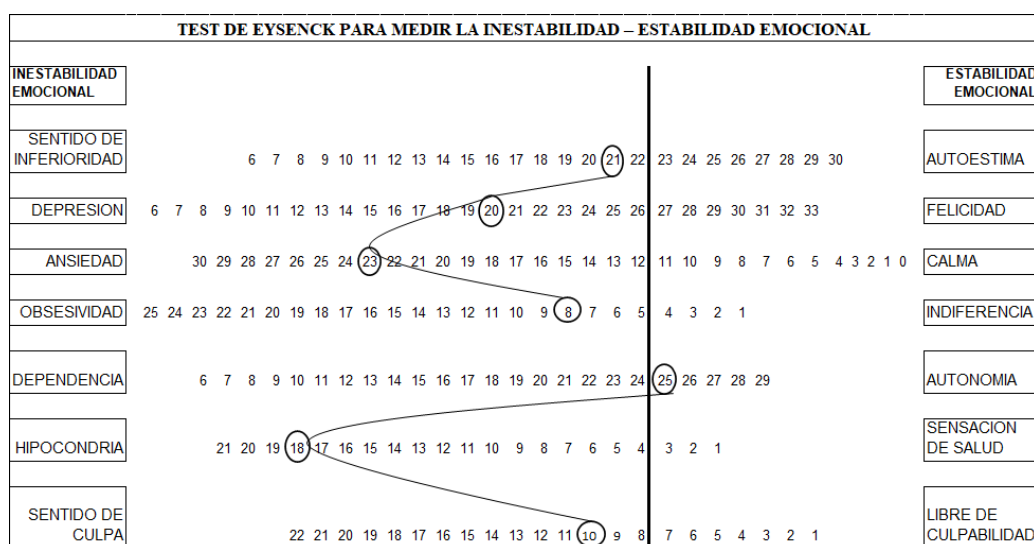 TEST DE EYSENCK PARA MEDIR LA INESTABILIDAD – ESTABILIDAD EMOCIONAL
INESTABILIDAD
EMOCIONAL
ESTABILIDAD
EMOCIONAL
SENTIDO DE
INFERIORIDAD
6 7 8 9 10 11 12 13 14 15 16 17 18 19 20 21 22 23 24 25 26 27 28 29 30
AUTOESTIMA
DEPRESION
6 7 8 9 10 11 12 13 14 15 16 17 18 19 20 21 22 23 24 25 26 27 28 29 30 31 32 33
FELICIDAD
ANSIEDAD
30 29 28 27 26 25 24 23 22 21 20 19 18 17 16 15 14 13 12 11 10 9 8 7 6 5 4 3 2 1 0
CALMA
OBSESIVIDAD
25 24 23 22 21 20 19 18 17 16 15 14 13 12 11 10 9 8 7 6 5 4 3 2 1
INDIFERENCIA
DEPENDENCIA
6 7 8 9 10 11 12 13 14 15 16 17 18 19 20 21 22 23 24 25 26 27 28 29
AUTONOMIA
HIPOCONDRIA
21 20 19 18 17 16 15 14 13 12 11 10 9 8 7 6 5 4 3 2 1
SENSACION
DE SALUD
SENTIDO DE
CULPA
22 21 20 19 18 17 16 15 14 13 12 11 10 9 8 7 6 5 4 3 2 1
LIBRE DE
CULPABILIDAD